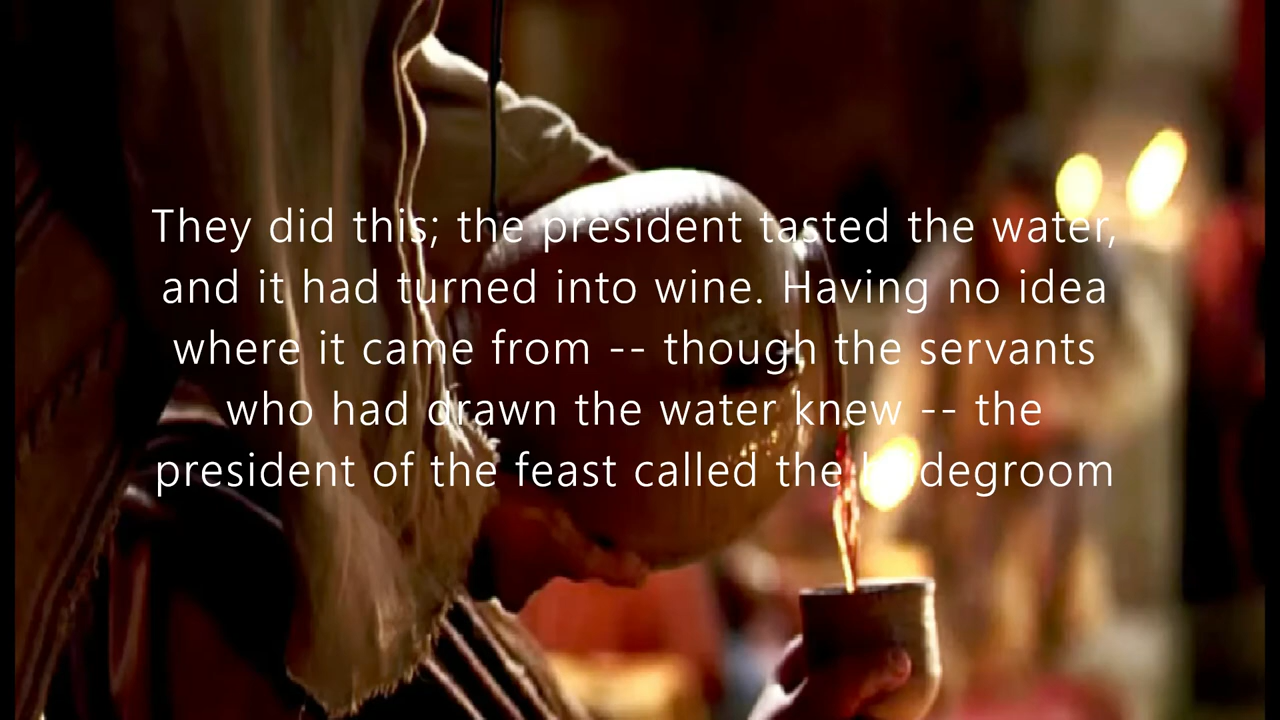 They did this; the president tasted the water,
and it had turned into wine. Having no idea
where it came from -- though the servants
who had drawn the water knew -- the
president of the feast called the bridegroom